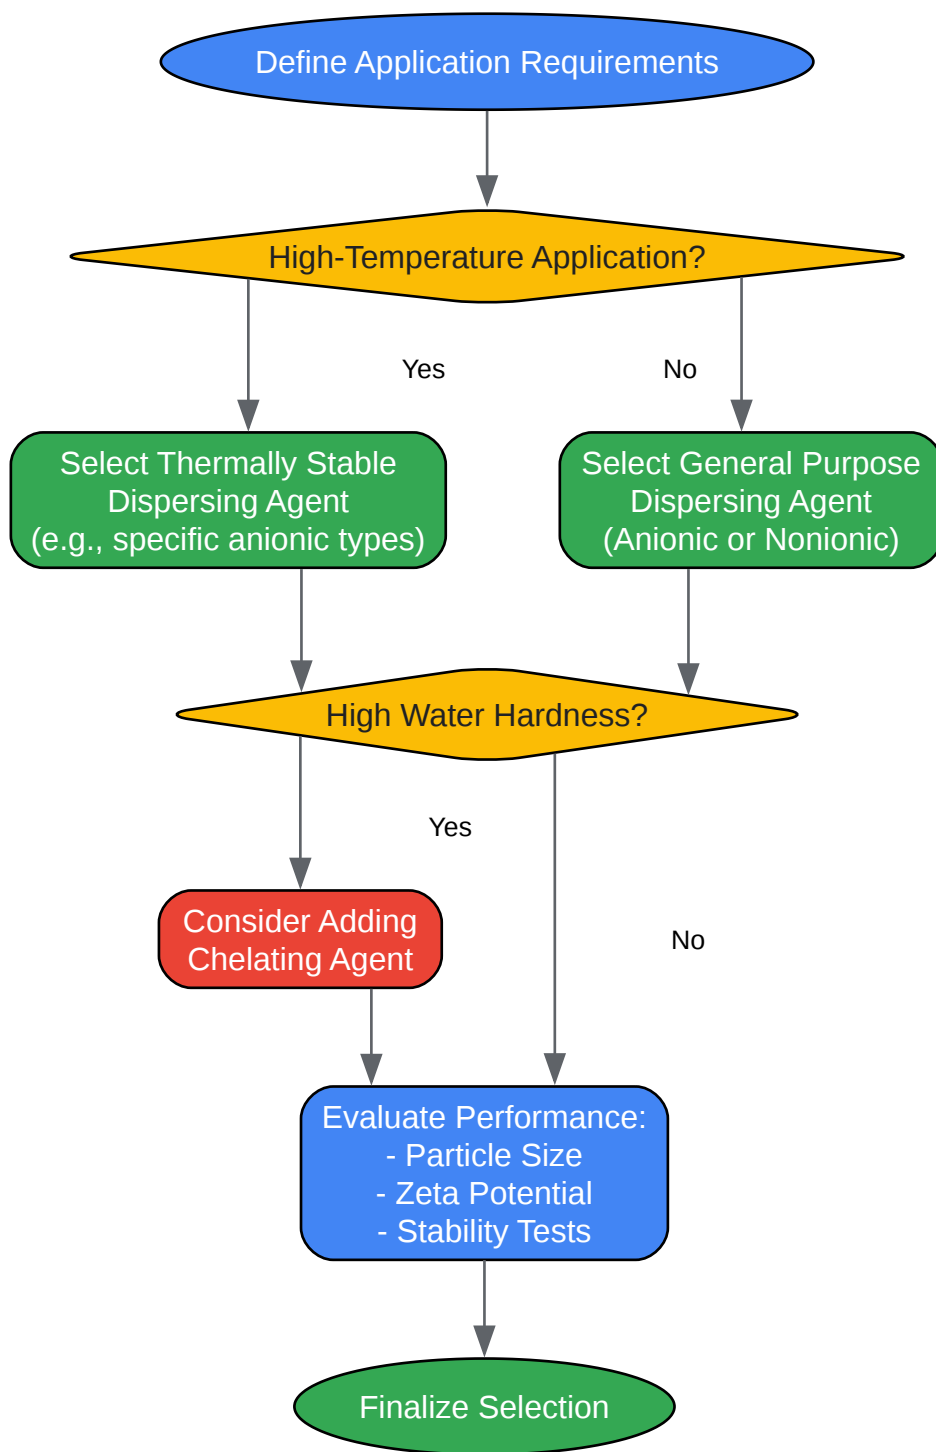 Define Application Requirements
High-Temperature Application?
Yes
No
Select Thermally Stable
Dispersing Agent
(e.g., specific anionic types)
Select General Purpose
Dispersing Agent
(Anionic or Nonionic)
High Water Hardness?
Yes
Consider Adding
Chelating Agent
No
Evaluate Performance:
- Particle Size
- Zeta Potential
- Stability Tests
Finalize Selection